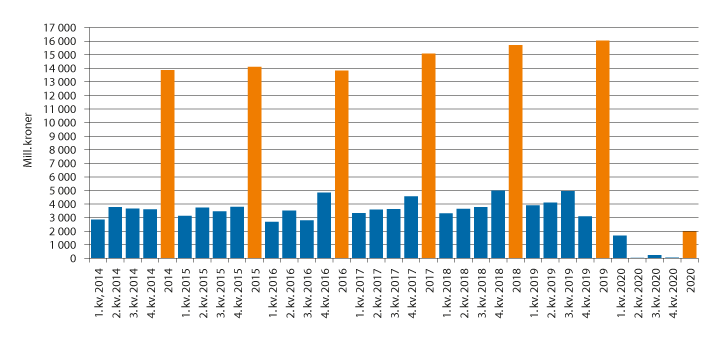 17 000
16 000
15 000
14 000
13 000
12 000
11 000
10 000
9 000
8 000
7 000
6 000
5 000
4 000
3 000
2 000
1 000
0
Mill.kroner
1. kv. 2014
2. kv. 2014
3. kv. 2014
4. kv. 2014
2014
1. kv. 2015
2. kv. 2015
3. kv. 2015
4. kv. 2015
2015
1. kv. 2016
2. kv. 2016
3. kv. 2016
4. kv. 2016
2016
1. kv. 2017
2. kv. 2017
3. kv. 2017
4. kv. 2017
2017
1. kv. 2018
2. kv. 2018
3. kv. 2018
4. kv. 2018
2018
1. kv. 2019
2. kv. 2019
3. kv. 2019
4. kv. 2019
2019
1. kv. 2020
2. kv. 2020
3. kv. 2020
4. kv. 2020
2020